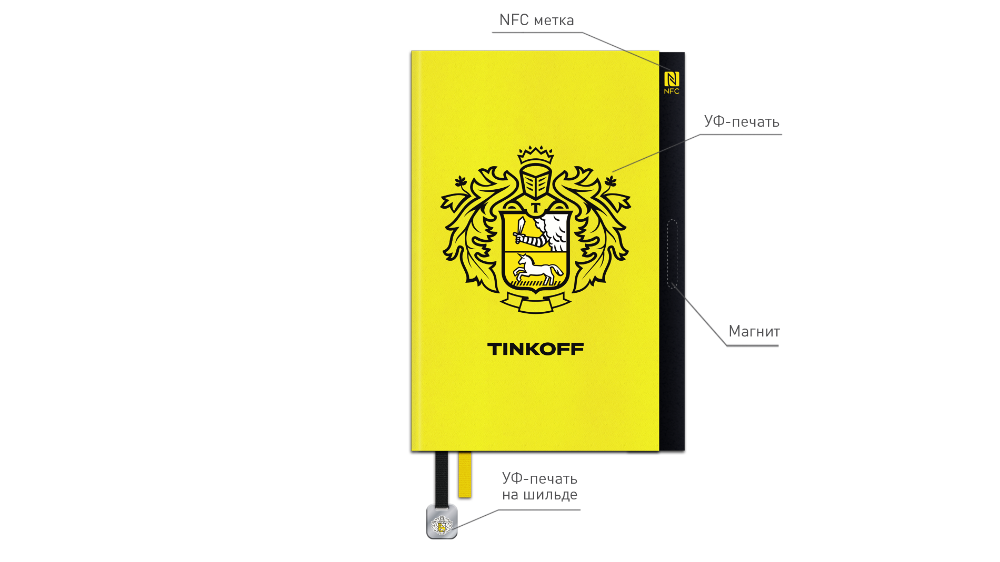 NFC метка
NFC
УФ-печать
T
TINKOFF
Магнит
УФ-печать
на шильде